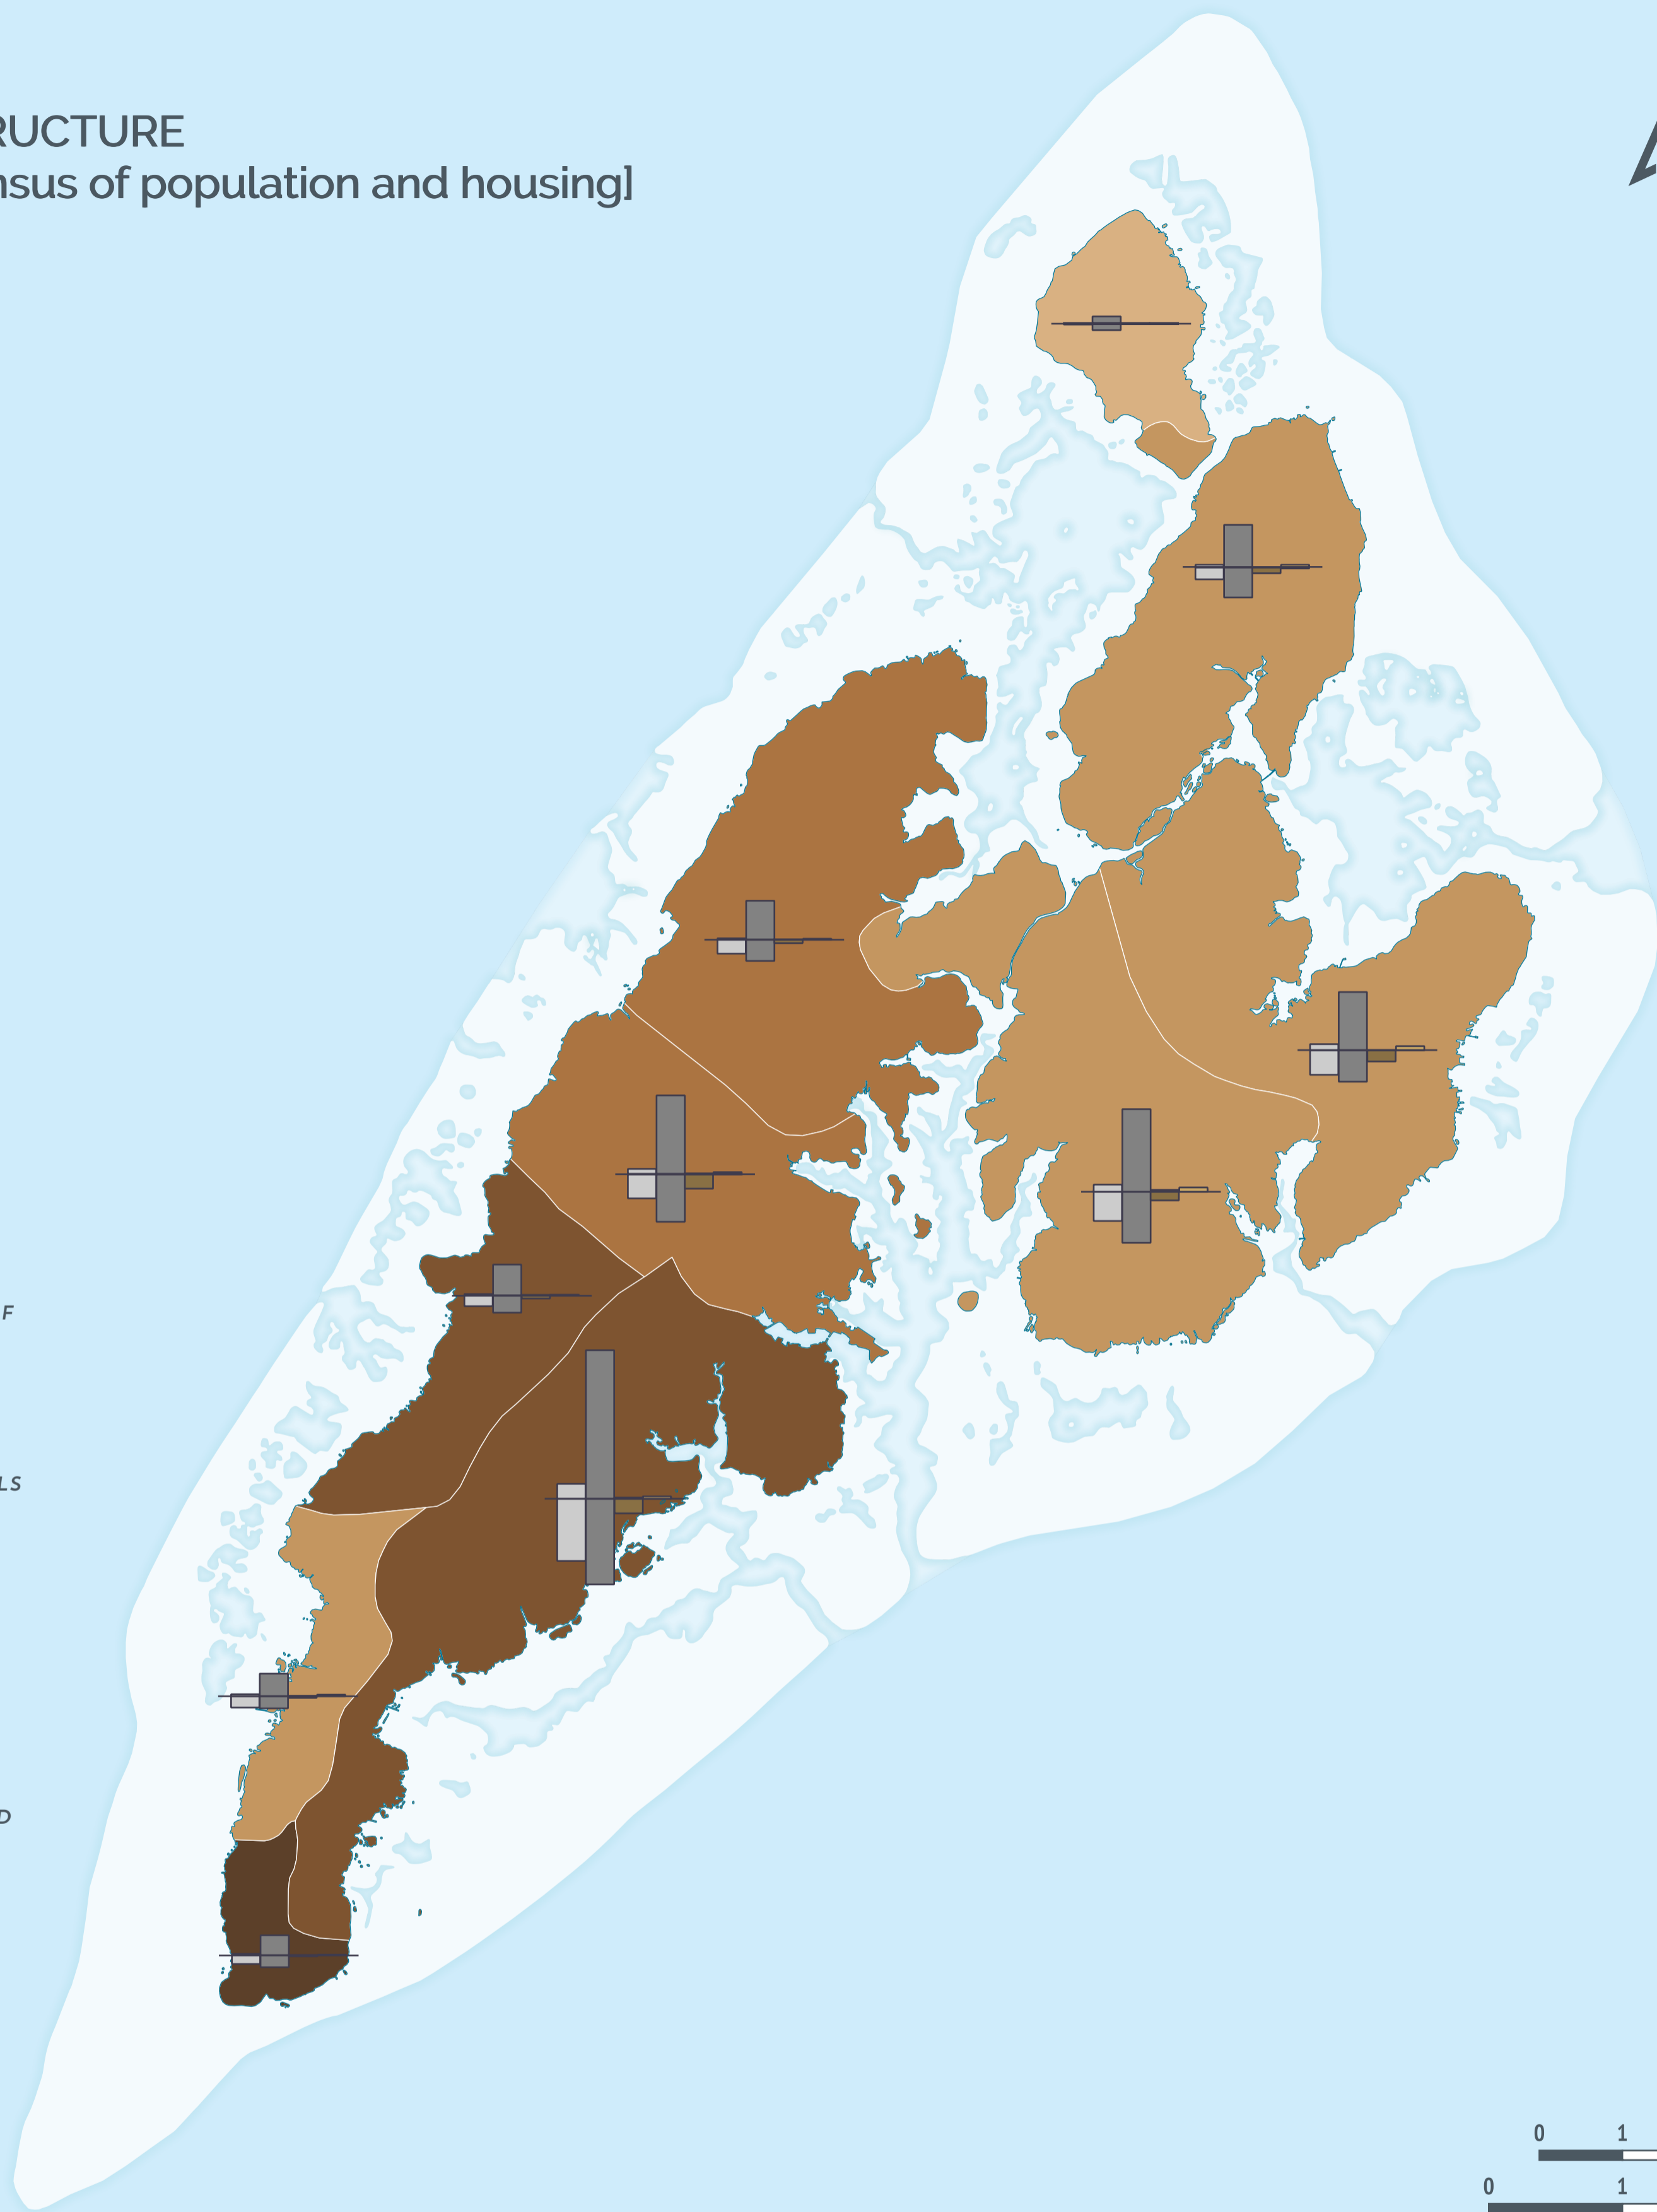 RUCTURE
nsus of population and housing]
F
LS
D
0 1
0 1